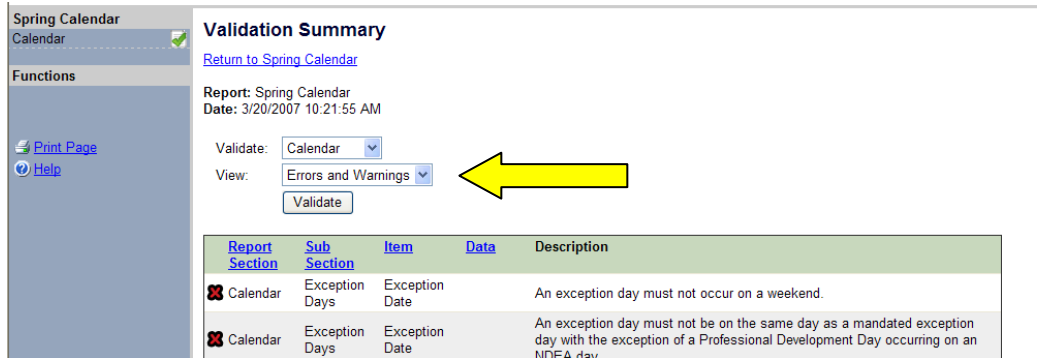 Spring Calendar
Calendar
Functions
Print Page
Help
Validation Summary
Return to Spring Calendar
Report: Spring Calendar
Date: 3/20/2007 10:21:55 AM
Validate: Calendar
View: Errors and Warnings
Validate
Report Section Sub Section Item Data Description
Calendar Exception Days Exception Date An exception day must not occur on a weekend.
Calendar Exception Days Exception Date An exception day must not be on the same day as a mandated exception
day with the exception of a Professional Development Day occurring on an
NDEA day.